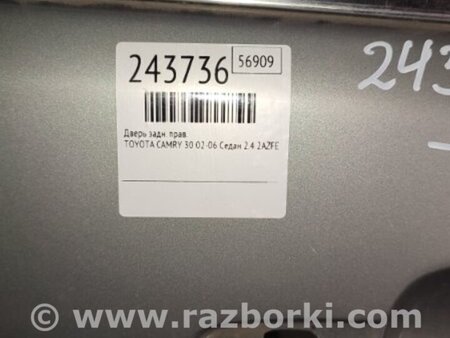 243736
56909
243
Дверь задн. прав.
TOYOTA CAMRY 30 02-06 Седан 2.4 2AZFE
© www.razborki.com